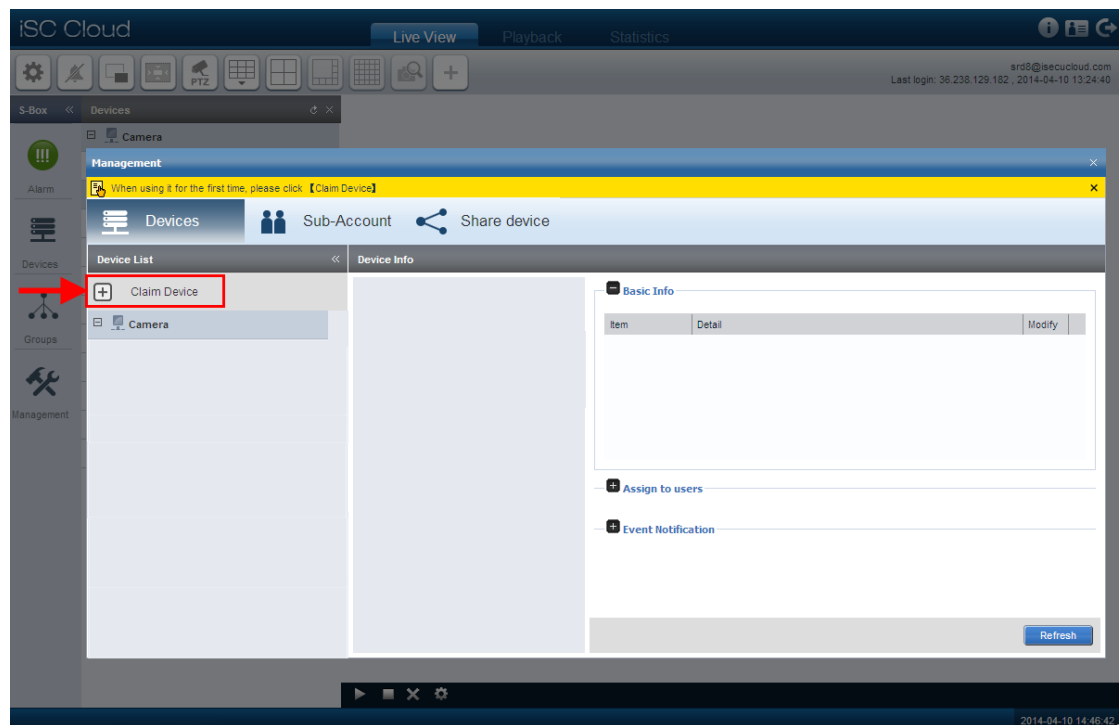 iSC Cloud
Live View
Playback
Statistics
PTZ
srd8@isecucloud.com
Last login: 36.238.129.182 , 2014-04-10 13:24:40
S-Box «
Devices
Camera
Alarm
Devices
Groups
Management
Management
When using it for the first time, please click 【Claim Device】
Devices
Sub-Account
Share device
Device List «
Device Info
Claim Device
Camera
Basic Info
Item Detail Modify
Assign to users
Event Notification
Refresh
2014-04-10 14:46:42